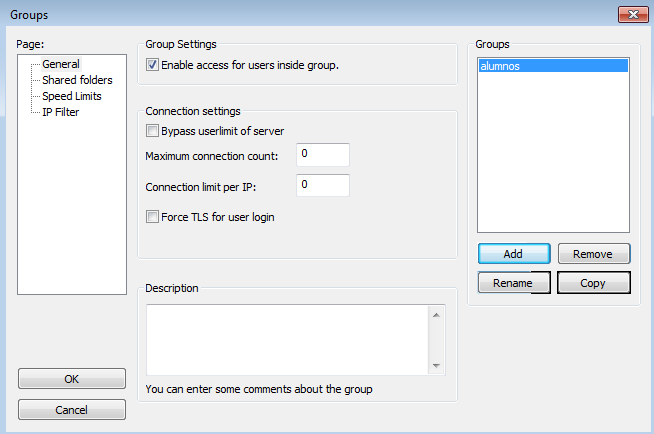 Groups
Page:
General
Shared folders
Speed Limits
IP Filter
OK
Cancel
Group Settings
Enable access for users inside group.
Connection settings
Bypass userlimit of server
Maximum connection count: 0
Connection limit per IP: 0
Force TLS for user login
Description
You can enter some comments about the group
Groups
alumnos
Add Remove
Rename Copy